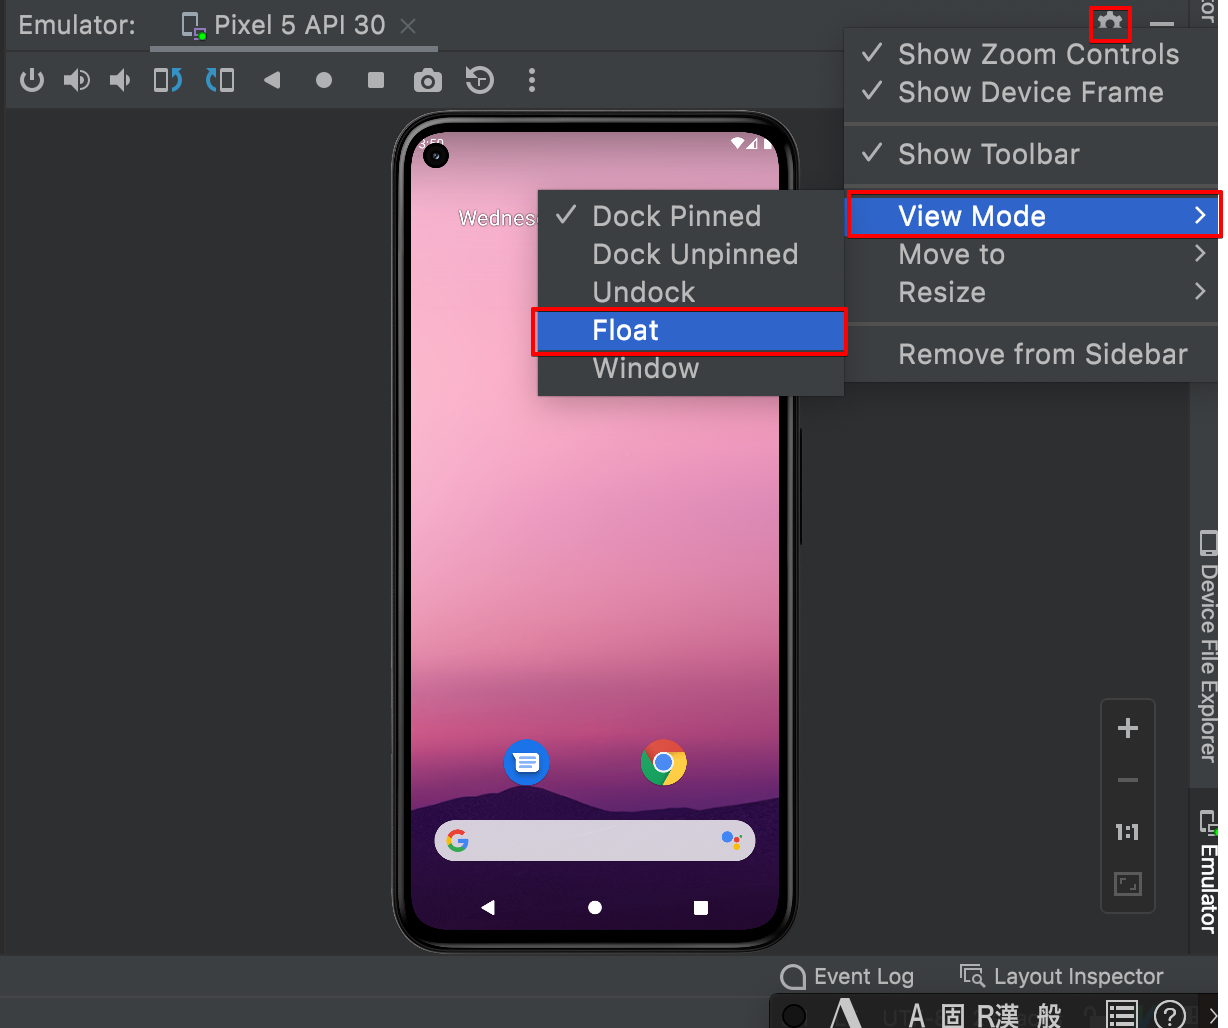 Emulator:
Pixel 5 API 30
Show Zoom Controls
Show Device Frame
Show Toolbar
View Mode
Move to
Resize
Remove from Sidebar
Dock Pinned
Dock Unpinned
Undock
Float
Window
3:50
Wednes
1:1
Device File Explorer
Emulator
Event Log
Layout Inspector
A 固 R漢 般